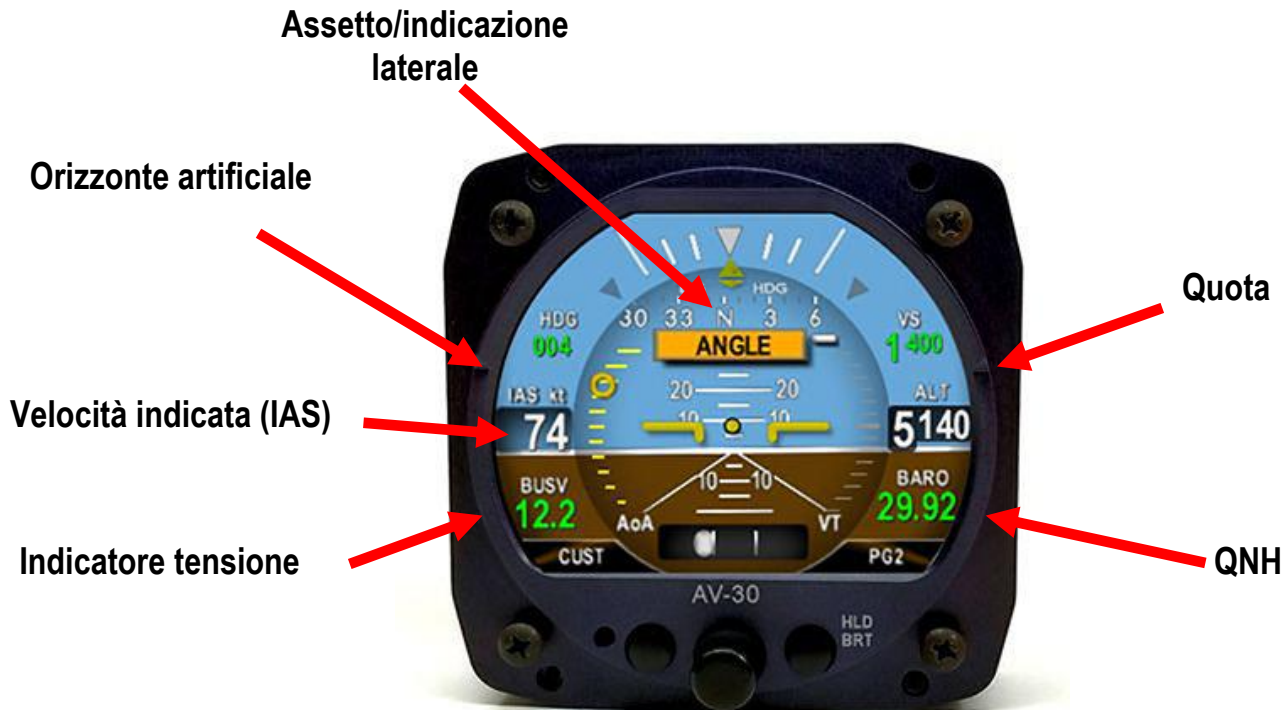 Assetto/indicazione
laterale
Orizzonte artificiale
Quota
Velocità indicata (IAS)
QNH
Indicatore tensione
HDG
30 33 N 3 6
HDG
004
VS
1 400
ANGLE
IAS kt
74
20 20
ALT
5140
10 10
BUSV
12.2
10 10
BARO
29.92
AoA
VT
CUST
PG2
AV-30
HLD
BRT